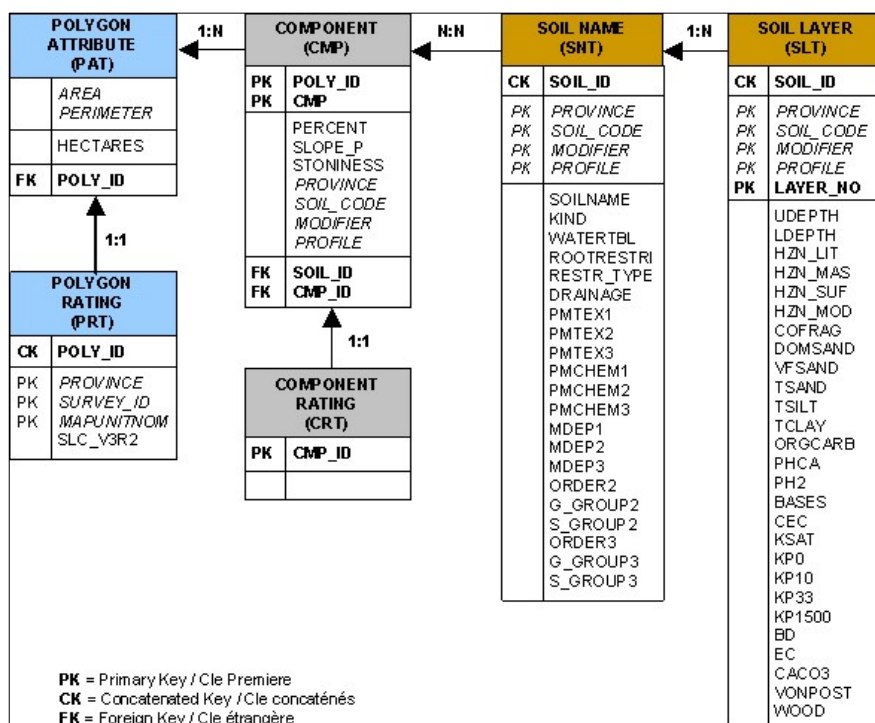 POLYGON
ATTRIBUTE
(PAT)
AREA
PERIMETER
HECTARES
FK POLY_ID
1:N
1:1
POLYGON
RATING
(PRT)
CK POLY_ID
PK PROVINCE
PK SURVEY_ID
PK MAPUNITNOM
SLC_V3R2
COMPONENT
(CMP)
PK POLY_ID
PK CMP
PERCENT
SLOPE_P
STONINESS
PROVINCE
SOIL_CODE
MODIFIER
PROFILE
FK SOIL_ID
FK CMP_ID
1:1
COMPONENT
RATING
(CRT)
PK CMP_ID
N:N
SOIL NAME
(SNT)
CK SOIL_ID
PK PROVINCE
PK SOIL_CODE
PK MODIFIER
PK PROFILE
SOILNAME
KIND
WATERTBL
ROOTRESTRI
RESTR_TYPE
DRAINAGE
PMTEX1
PMTEX2
PMTEX3
PMCHEM1
PMCHEM2
PMCHEM3
MDEP1
MDEP2
MDEP3
ORDER2
G_GROUP2
S_GROUP2
ORDER3
G_GROUP3
S_GROUP3
1:N
SOIL LAYER
(SLT)
CK SOIL_ID
PK PROVINCE
PK SOIL_CODE
PK MODIFIER
PK PROFILE
PK LAYER_NO
UDEPTH
LDEPTH
HZN_LIT
HZN_MAS
HZN_SUF
HZN_MOD
COFRAG
DOMSAND
VFSAND
TSAND
TSILT
TCLAY
ORGCARB
PHCA
PH2
BASES
CEC
KSAT
KP0
KP10
KP33
KP1500
BD
EC
CACO3
VONPOST
WOOD
PK = Primary Key / Cle Premiere
CK = Concatenated Key / Cle concaténés
FK = Foreign Key / Cle étrangère